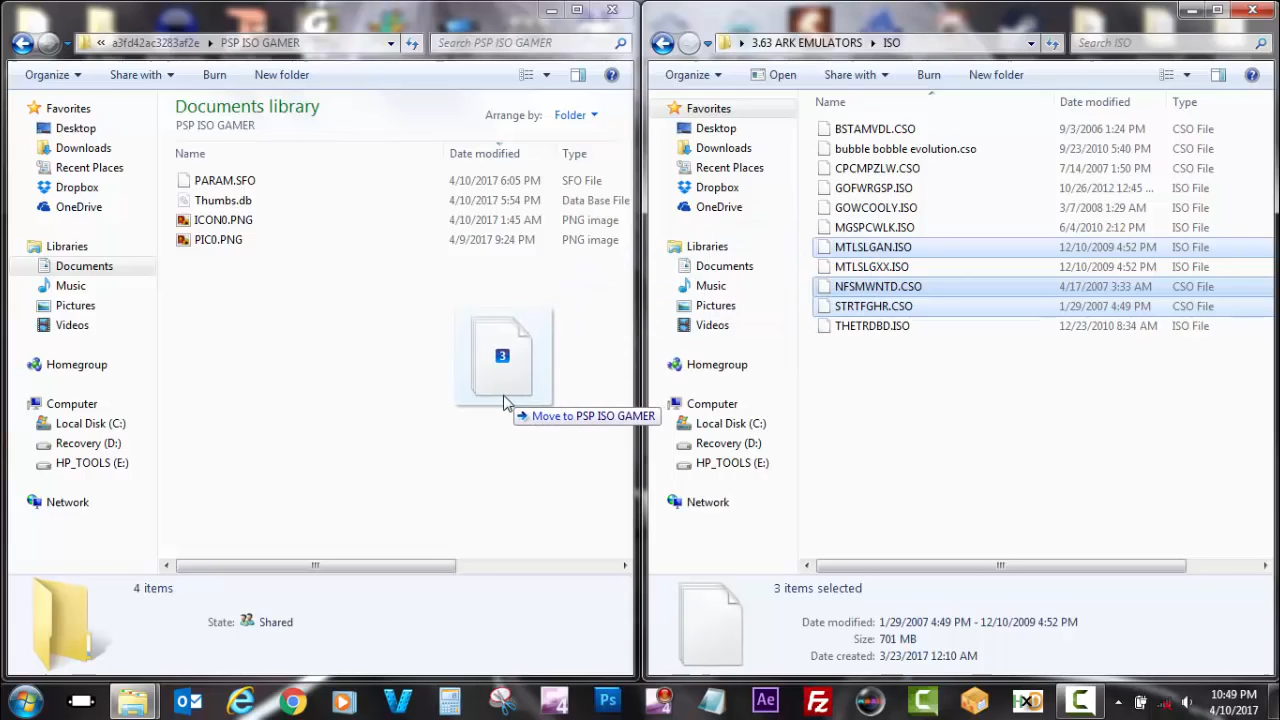 « a3fd42ac3283af2e ▸ PSP ISO GAMER
Search PSP ISO GAMER
Organize
Share with
Burn
New folder
Favorites
Desktop
Downloads
Recent Places
Dropbox
OneDrive
Libraries
Documents
Music
Pictures
Videos
Homegroup
Computer
Local Disk (C:)
Recovery (D:)
HP_TOOLS (E:)
Network
Documents library
PSP ISO GAMER
Arrange by: Folder
Name Date modified Type
PARAM.SFO 4/10/2017 6:05 PM SFO File
Thumbs.db 4/10/2017 5:54 PM Data Base File
ICON0.PNG 4/10/2017 1:45 AM PNG image
PIC0.PNG 4/9/2017 9:24 PM PNG image
3
Move to PSP ISO GAMER
4 items
State: Shared
3.63 ARK EMULATORS ▸ ISO
Search ISO
Organize
Open
Share with
Burn
New folder
Favorites
Desktop
Downloads
Recent Places
Dropbox
OneDrive
Libraries
Documents
Music
Pictures
Videos
Homegroup
Computer
Local Disk (C:)
Recovery (D:)
HP_TOOLS (E:)
Network
Name Date modified Type
BSTAMVDL.CSO 9/3/2006 1:24 PM CSO File
bubble bobble evolution.cso 9/23/2010 5:40 PM CSO File
CPCMPZLW.CSO 7/14/2007 1:50 PM CSO File
GOFWRGSP.ISO 10/26/2012 12:45 ... ISO File
GOWCOOLY.ISO 3/7/2008 1:29 AM ISO File
MGSPCWLK.ISO 6/4/2010 2:12 PM ISO File
MTLSLGAN.ISO 12/10/2009 4:52 PM ISO File
MTLSLGXX.ISO 12/10/2009 4:52 PM ISO File
NFSMWNTD.CSO 4/17/2007 3:33 AM CSO File
STRTFGHR.CSO 1/29/2007 4:49 PM CSO File
THETRDBD.ISO 12/23/2010 8:34 AM ISO File
3 items selected
Date modified: 1/29/2007 4:49 PM - 12/10/2009 4:52 PM
Size: 701 MB
Date created: 3/23/2017 12:10 AM
Ps
Ae
Fz
HXD
10:49 PM
4/10/2017